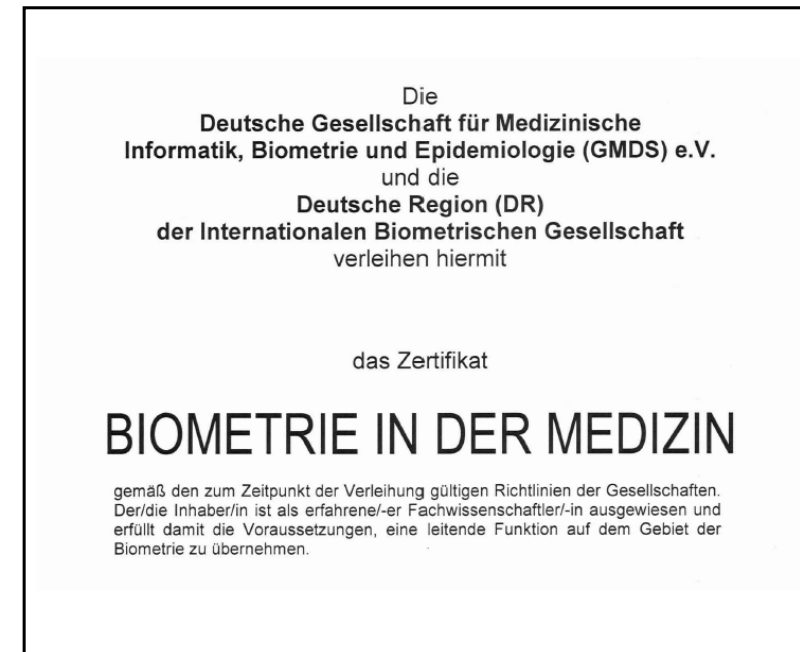 Die
Deutsche Gesellschaft für Medizinische
Informatik, Biometrie und Epidemiologie (GMDS) e.V.
und die
Deutsche Region (DR)
der Internationalen Biometrischen Gesellschaft
verleihen hiermit
das Zertifikat
BIOMETRIE IN DER MEDIZIN
gemäß den zum Zeitpunkt der Verleihung gültigen Richtlinien der Gesellschaften.
Der/die Inhaber/in ist als erfahrene/-er Fachwissenschaftler/-in ausgewiesen und
erfüllt damit die Voraussetzungen, eine leitende Funktion auf dem Gebiet der
Biometrie zu übernehmen.